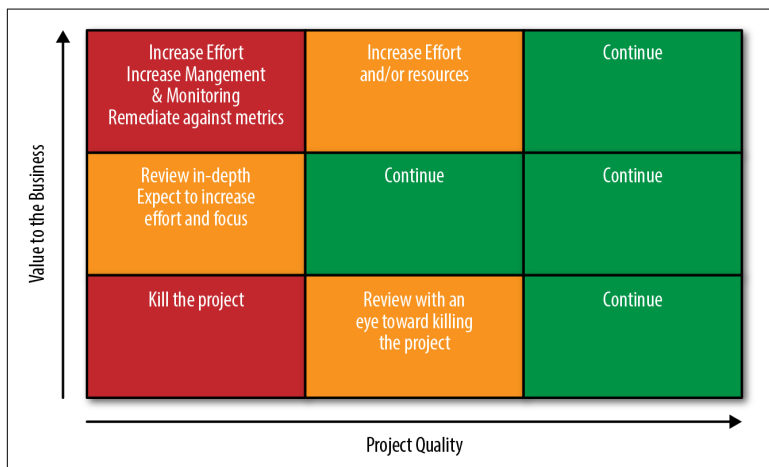 Increase Effort
Increase Mangement
& Monitoring
Remediate against metrics
Increase Effort
and/or resources
Continue
Review in-depth
Expect to increase
effort and focus
Continue
Continue
Kill the project
Review with an
eye toward killing
the project
Continue
Value to the Business
Project Quality